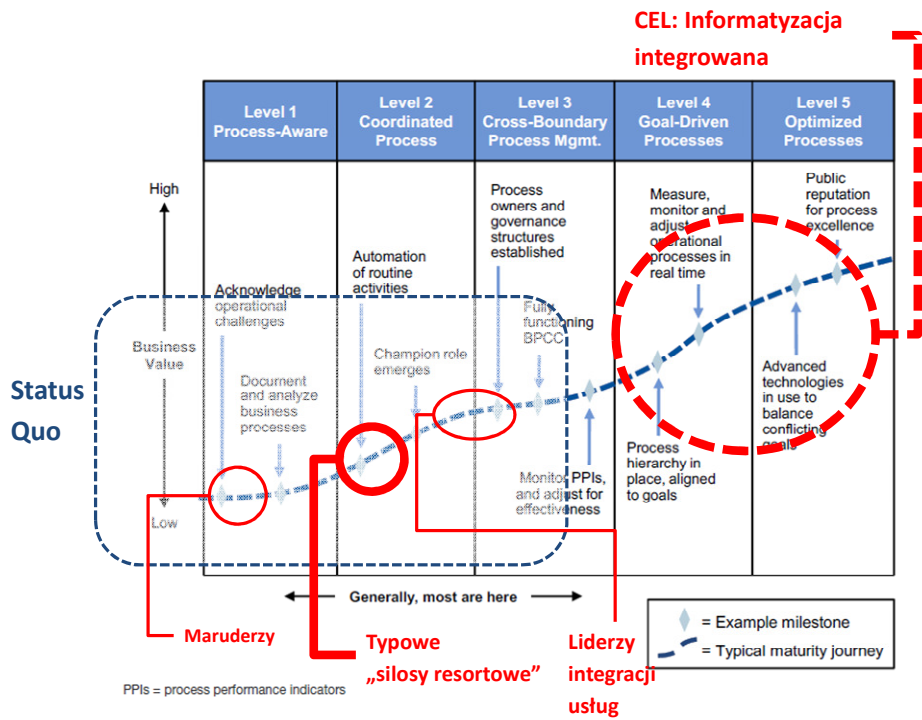 CEL: Informatyzacja
integrowana
Level 1
Process-Aware
Level 2
Coordinated
Process
Level 3
Cross-Boundary
Process Mgmt.
Level 4
Goal-Driven
Processes
Level 5
Optimized
Processes
High
Business
Value
Low
Status
Quo
Acknowledge
operational
challenges
Document
and analyze
business
processes
Automation
of routine
activities
Champion role
emerges
Process
owners and
governance
structures
established
Fully
functioning
BPCC
Monitor PPIs,
and adjust for
effectiveness
Measure,
monitor and
adjust
operational
processes in
real time
Process
hierarchy in
place, aligned
to goals
Public
reputation
for process
excellence
Advanced
technologies
in use to
balance
conflicting
goals
Generally, most are here
= Example milestone
= Typical maturity journey
Maruderzy
Typowe
„silosy resortowe”
Liderzy
integracji
usług
PPIs = process performance indicators